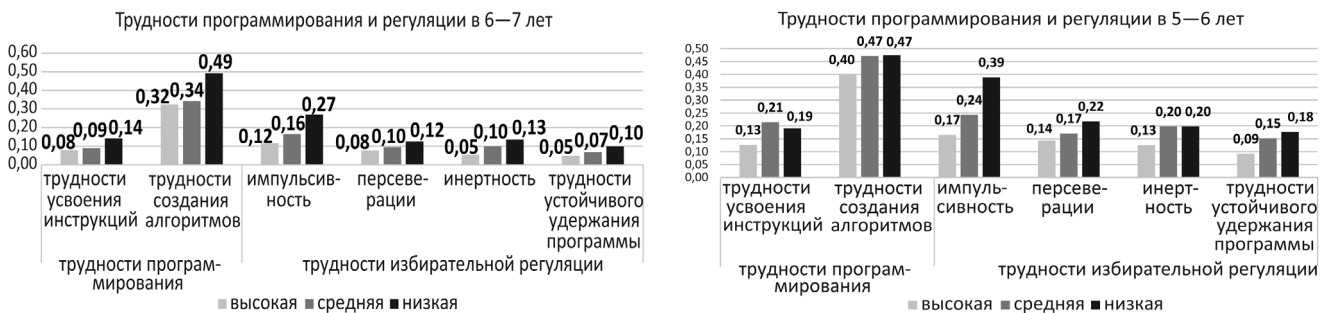 Трудности программирования и регуляции в 6—7 лет
0,60
0,50
0,40
0,30
0,20
0,10
0,00
0,08 0,09 0,14
0,32 0,34 0,49
0,12 0,16 0,27
0,08 0,10 0,12
0,05 0,10 0,13
0,05 0,07 0,10
трудности
усвоения
инструкций
трудности
создания
алгоритмов
импульсив-
ность
персеве-
рации
инертность
трудности
устойчивого
удержания
программы
трудности програм-
мирования
трудности избирательной регуляции
высокая средняя низкая
Трудности программирования и регуляции в 5—6 лет
0,50
0,45
0,40
0,35
0,30
0,25
0,20
0,15
0,10
0,05
0,00
0,13 0,21 0,19
0,40 0,47 0,47
0,17 0,24 0,39
0,14 0,17 0,22
0,13 0,20 0,20
0,09 0,15 0,18
трудности
усвоения
инструкций
трудности
создания
алгоритмов
импуль-
сивность
персеве-
рации
инерт-
ность
трудности
устойчивого
удержания
программы
трудности програм-
мирования
трудности избирательной регуляции
высокая средняя низкая